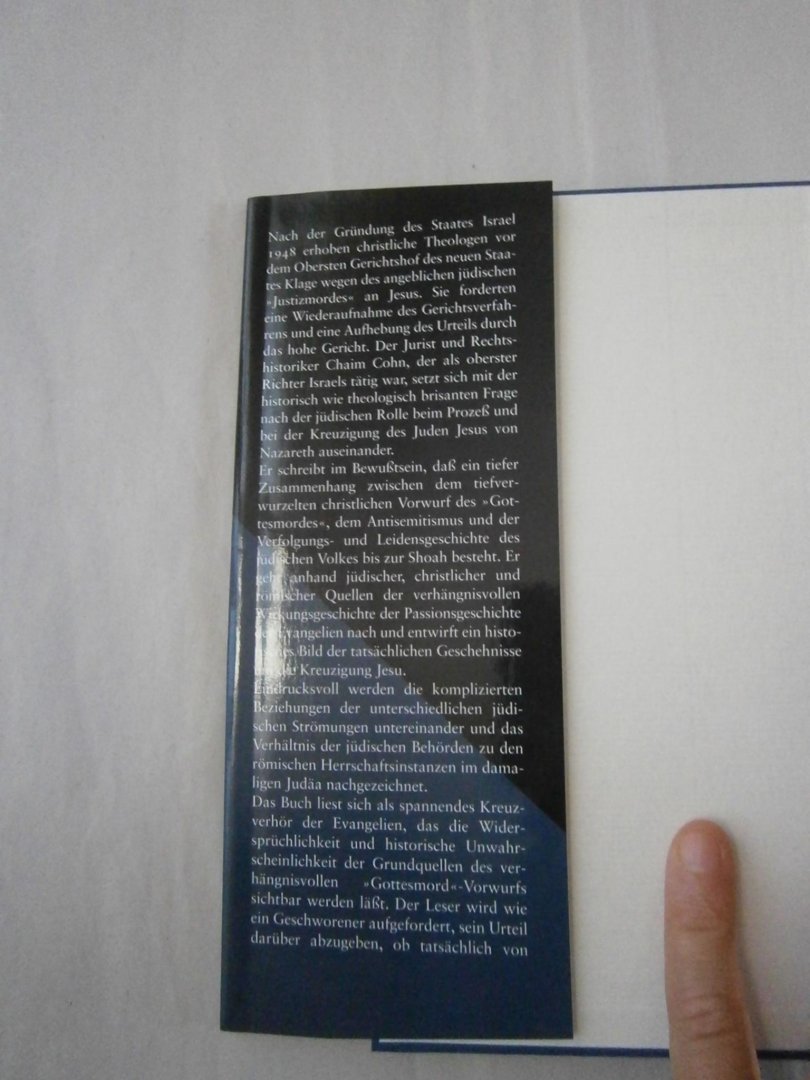 Nach der Gründung des Staates Israel
1948 erhoben christliche Theologen vor
dem Obersten Gerichtshof des neuen Staa-
tes Klage wegen des angeblichen jüdischen
»Justizmordes« an Jesus. Sie forderten
eine Wiederaufnahme des Gerichtsverfah-
rens und eine Aufhebung des Urteils durch
das hohe Gericht. Der Jurist und Rechts-
historiker Chaim Cohn, der als oberster
Richter Israels tätig war, setzt sich mit der
historisch wie theologisch brisanten Frage
nach der jüdischen Rolle beim Prozeß und
bei der Kreuzigung des Juden Jesus von
Nazareth auseinander.
Er schreibt im Bewußtsein, daß ein tiefer
Zusammenhang zwischen dem tiefver-
wurzelten christlichen Vorwurf des »Got-
tesmordes«, dem Antisemitismus und der
Verfolgungs- und Leidensgeschichte des
jüdischen Volkes bis zur Shoah besteht. Er
geht anhand jüdischer, christlicher und
römischer Quellen der verhängnisvollen
Wirkungsgeschichte der Passionsgeschichte
der Evangelien nach und entwirft ein histo-
Bild der tatsächlichen Geschehnisse
die Kreuzigung Jesu.
Eindrucksvoll werden die komplizierten
Beziehungen der unterschiedlichen jüdi-
schen Strömungen untereinander und das
Verhältnis der jüdischen Behörden zu den
römischen Herrschaftsinstanzen im dama-
ligen Judäa nachgezeichnet.
Das Buch liest sich als spannendes Kreuz-
verhör der Evangelien, das die Wider-
sprüchlichkeit und historische Unwahr-
scheinlichkeit der Grundquellen des ver-
hängnisvollen »Gottesmord«-Vorwurfs
sichtbar werden läßt. Der Leser wird wie
ein Geschworener aufgefordert, sein Urteil
darüber abzugeben, ob tatsächlich von